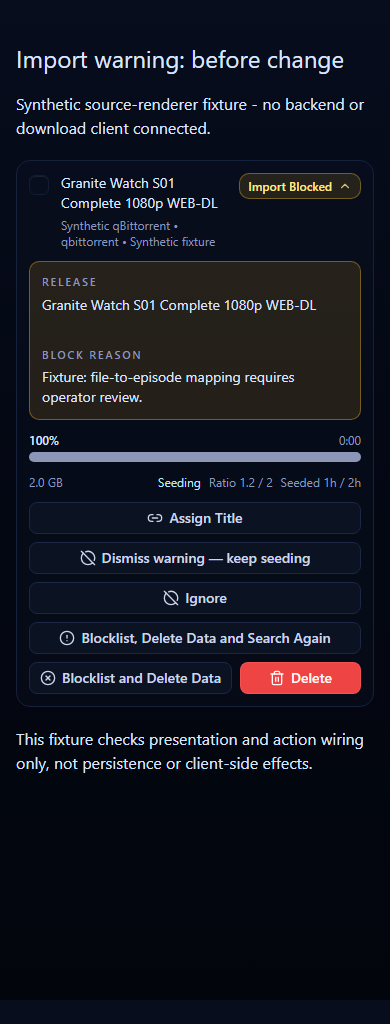 Import warning: before change
Synthetic source-renderer fixture - no backend or
download client connected.
Granite Watch S01
Complete 1080p WEB-DL
Import Blocked
Synthetic qBittorrent •
qbittorrent • Synthetic fixture
RELEASE
Granite Watch S01 Complete 1080p WEB-DL
BLOCK REASON
Fixture: file-to-episode mapping requires
operator review.
100% 0:00
2.0 GB Seeding Ratio 1.2 / 2 Seeded 1h / 2h
Assign Title
Dismiss warning — keep seeding
Ignore
Blocklist, Delete Data and Search Again
Blocklist and Delete Data Delete
This fixture checks presentation and action wiring
only, not persistence or client-side effects.